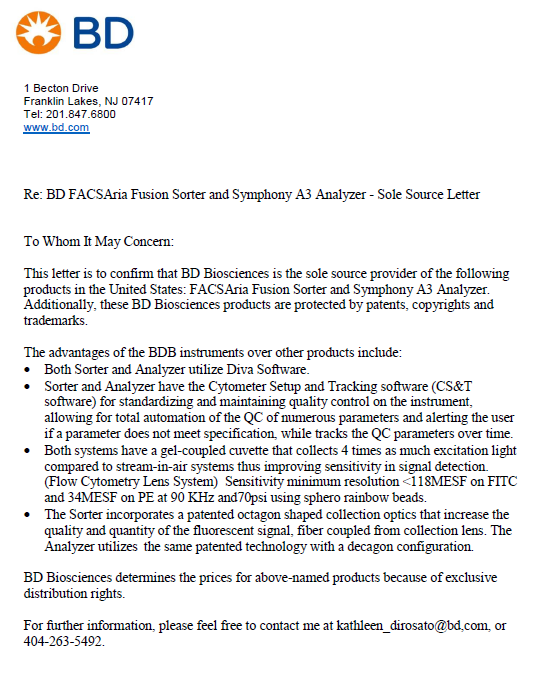 BD
1 Becton Drive
Franklin Lakes, NJ 07417
Tel: 201.847.6800
www.bd.com
Re: BD FACSAria Fusion Sorter and Symphony A3 Analyzer - Sole Source Letter
To Whom It May Concern:
This letter is to confirm that BD Biosciences is the sole source provider of the following
products in the United States: FACSAria Fusion Sorter and Symphony A3 Analyzer.
Additionally, these BD Biosciences products are protected by patents, copyrights and
trademarks.
The advantages of the BDB instruments over other products include:
• Both Sorter and Analyzer utilize Diva Software.
• Sorter and Analyzer have the Cytometer Setup and Tracking software (CS&T
software) for standardizing and maintaining quality control on the instrument,
allowing for total automation of the QC of numerous parameters and alerting the user
if a parameter does not meet specification, while tracks the QC parameters over time.
• Both systems have a gel-coupled cuvette that collects 4 times as much excitation light
compared to stream-in-air systems thus improving sensitivity in signal detection.
(Flow Cytometry Lens System) Sensitivity minimum resolution <118MESF on FITC
and 34MESF on PE at 90 KHz and70psi using sphero rainbow beads.
• The Sorter incorporates a patented octagon shaped collection optics that increase the
quality and quantity of the fluorescent signal, fiber coupled from collection lens. The
Analyzer utilizes the same patented technology with a decagon configuration.
BD Biosciences determines the prices for above-named products because of exclusive
distribution rights.
For further information, please feel free to contact me at kathleen_dirosato@bd,com, or
404-263-5492.